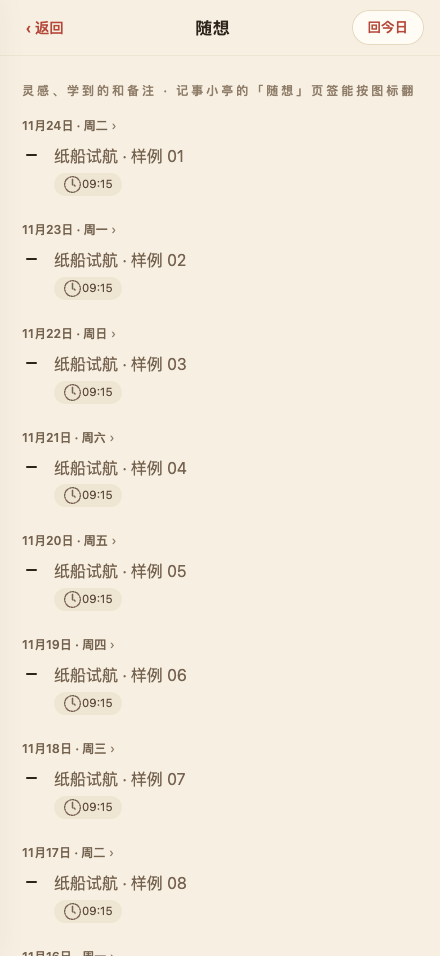 ‹ 返回
随想
回今日
灵感、学到的和备注 · 记事小亭的「随想」页签能按图标翻
11月24日 · 周二 ›
– 纸船试航 · 样例 01
09:15
11月23日 · 周一 ›
– 纸船试航 · 样例 02
09:15
11月22日 · 周日 ›
– 纸船试航 · 样例 03
09:15
11月21日 · 周六 ›
– 纸船试航 · 样例 04
09:15
11月20日 · 周五 ›
– 纸船试航 · 样例 05
09:15
11月19日 · 周四 ›
– 纸船试航 · 样例 06
09:15
11月18日 · 周三 ›
– 纸船试航 · 样例 07
09:15
11月17日 · 周二 ›
– 纸船试航 · 样例 08
09:15